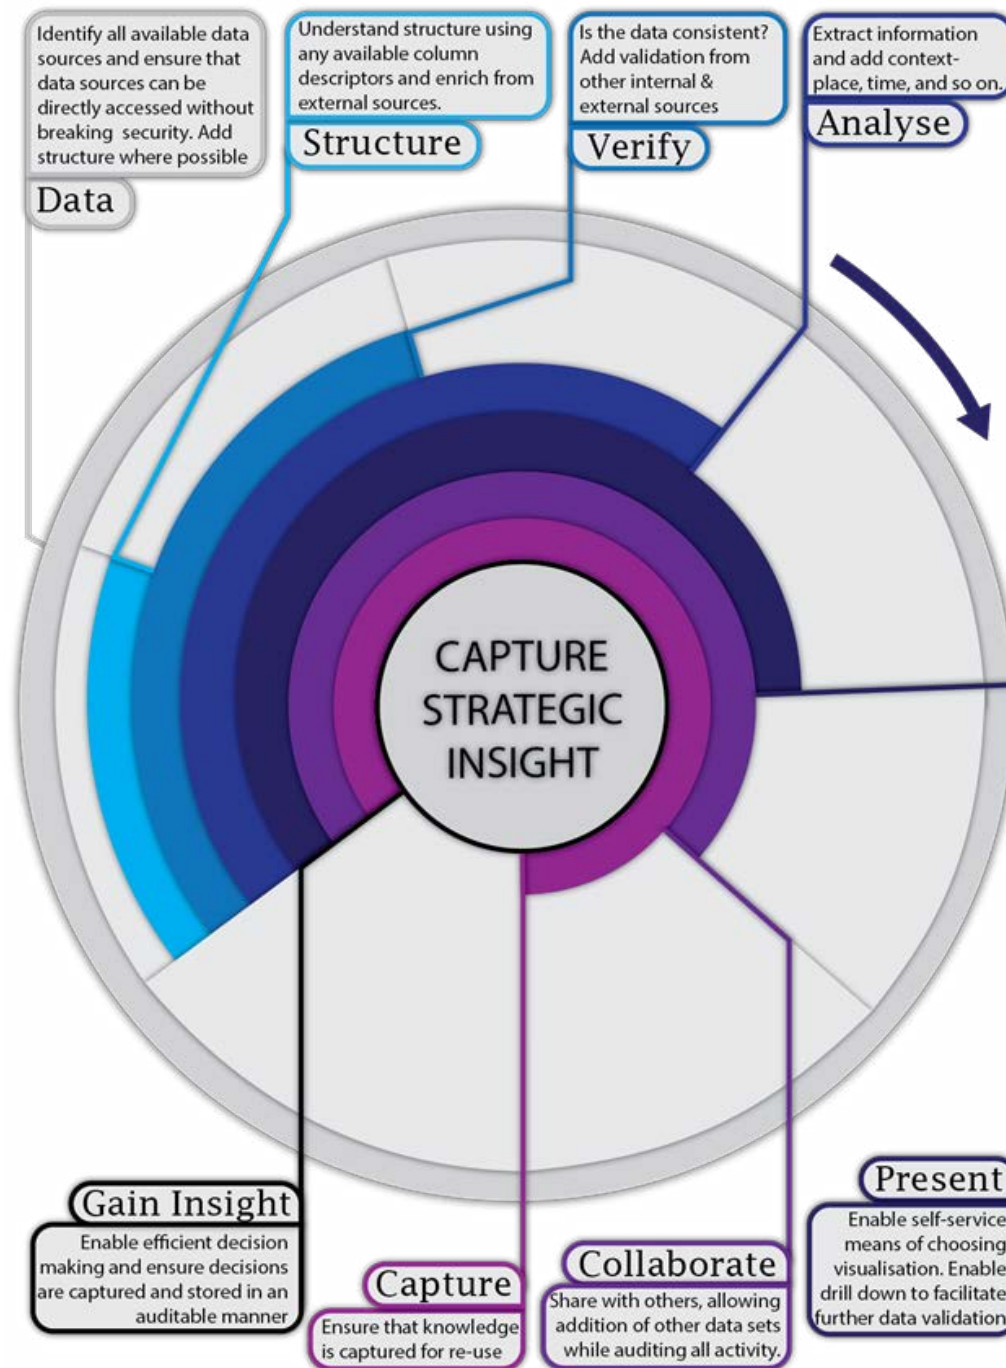 Identify all available data
sources and ensure that
data sources can be
directly accessed without
breaking security. Add
structure where possible
Data
Understand structure using
any available column
descriptors and enrich from
external sources.
Structure
Is the data consistent?
Add validation from
other internal &
external sources
Verify
Extract information
and add context-
place, time, and so on.
Analyse
CAPTURE
STRATEGIC
INSIGHT
Present
Enable self-service
means of choosing
visualisation. Enable
drill down to facilitate
further data validation
Collaborate
Share with others, allowing
addition of other data sets
while auditing all activity.
Capture
Ensure that knowledge
is captured for re-use
Gain Insight
Enable efficient decision
making and ensure decisions
are captured and stored in an
auditable manner